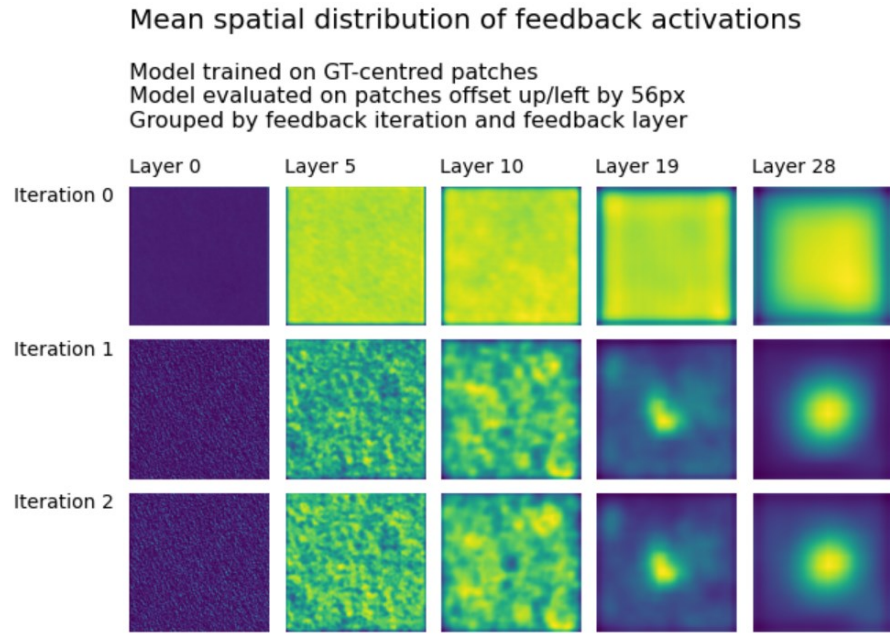 Mean spatial distribution of feedback activations
Model trained on GT-centred patches
Model evaluated on patches offset up/left by 56px
Grouped by feedback iteration and feedback layer
Layer 0 Layer 5 Layer 10 Layer 19 Layer 28
Iteration 0
Iteration 1
Iteration 2